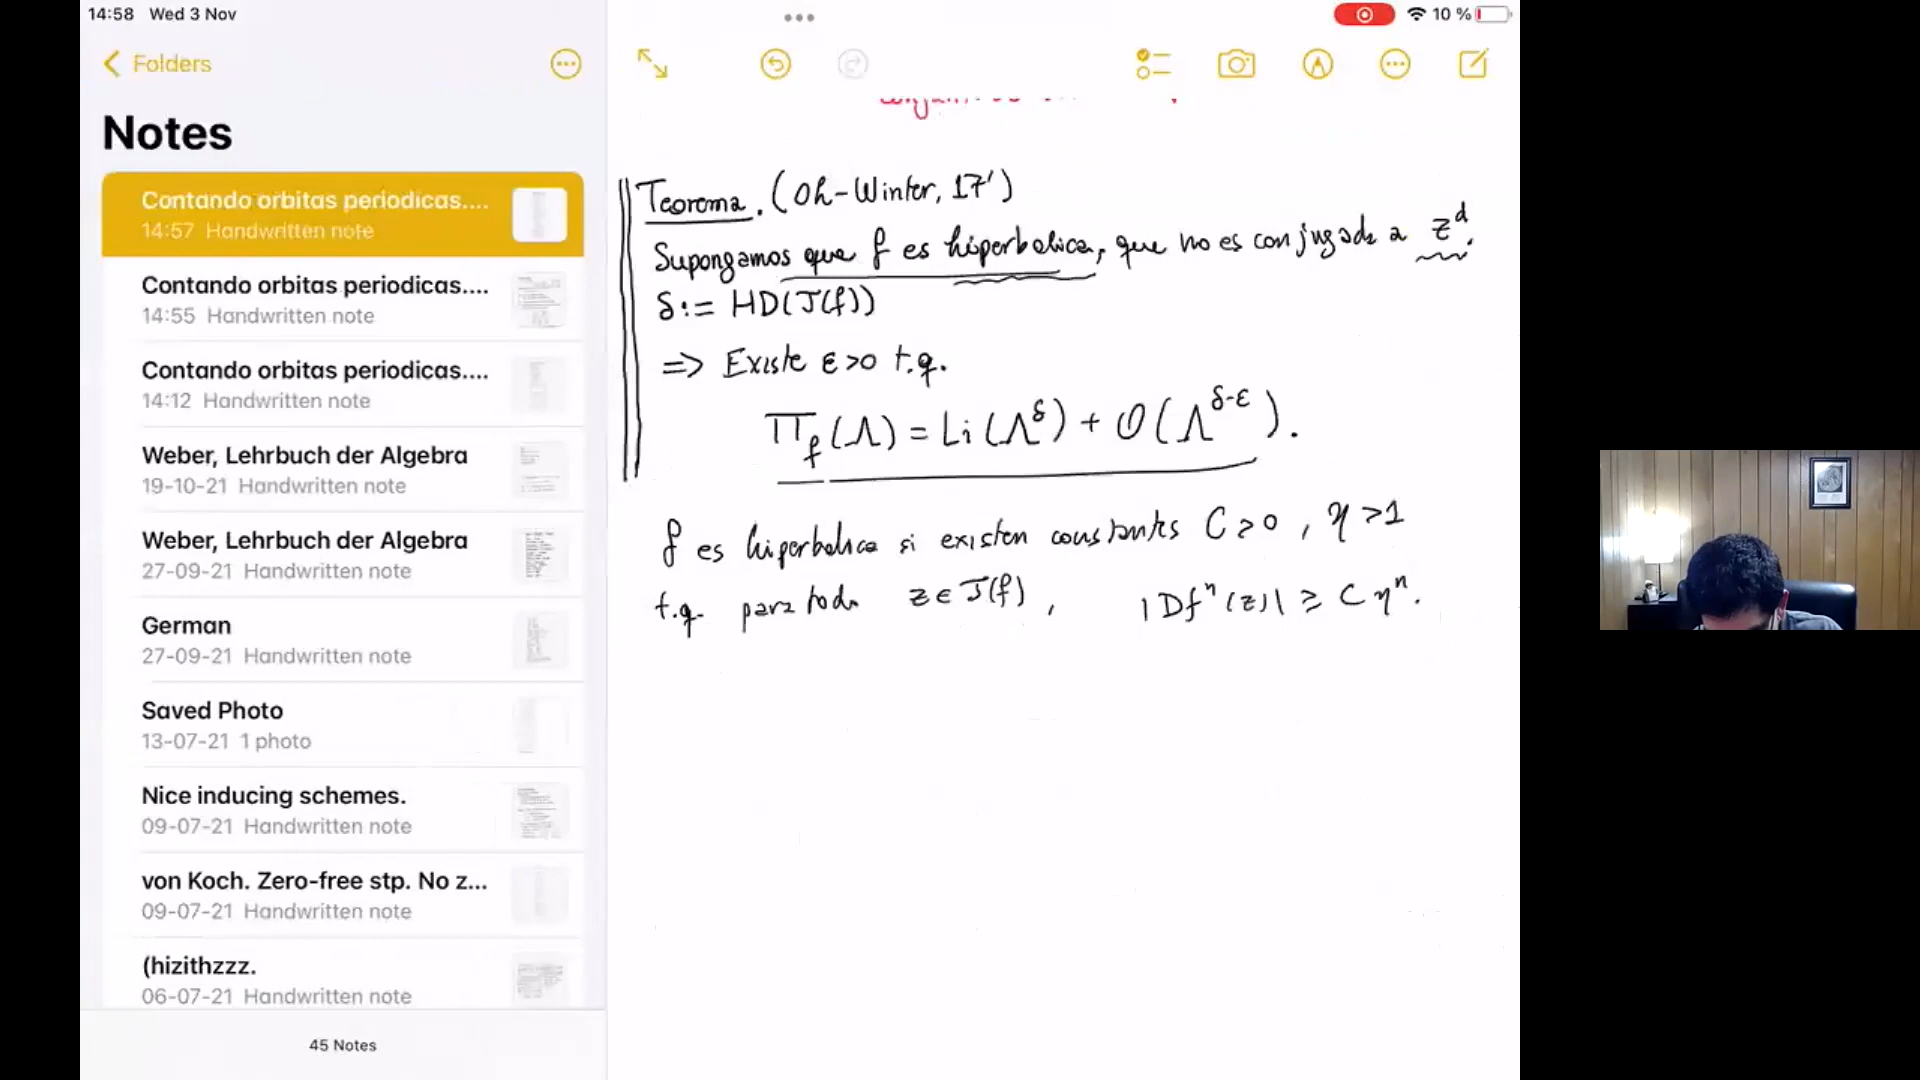 14:58 Wed 3 Nov
10 %
Folders
Notes
Contando orbitas periodicas....
14:57 Handwritten note
Contando orbitas periodicas....
14:55 Handwritten note
Contando orbitas periodicas....
14:12 Handwritten note
Weber, Lehrbuch der Algebra
19-10-21 Handwritten note
Weber, Lehrbuch der Algebra
27-09-21 Handwritten note
German
27-09-21 Handwritten note
Saved Photo
13-07-21 1 photo
Nice inducing schemes.
09-07-21 Handwritten note
von Koch. Zero-free stp. No z...
09-07-21 Handwritten note
(hizithzzz.
06-07-21 Handwritten note
45 Notes
Teorema. (Oh-Winter, 17')
Supongamos que f es hiperbolica, que no es conjugada a z^d,
δ := HD(J(f))
=> Existe ε>0 t.q.
Π_f(Λ) = Li(Λ^δ) + O(Λ^{δ-ε}).
f es hiperbolica si existen constantes C>0, η>1
t.q. para todo z∈J(f), |Df^n(z)| ≥ Cη^n.